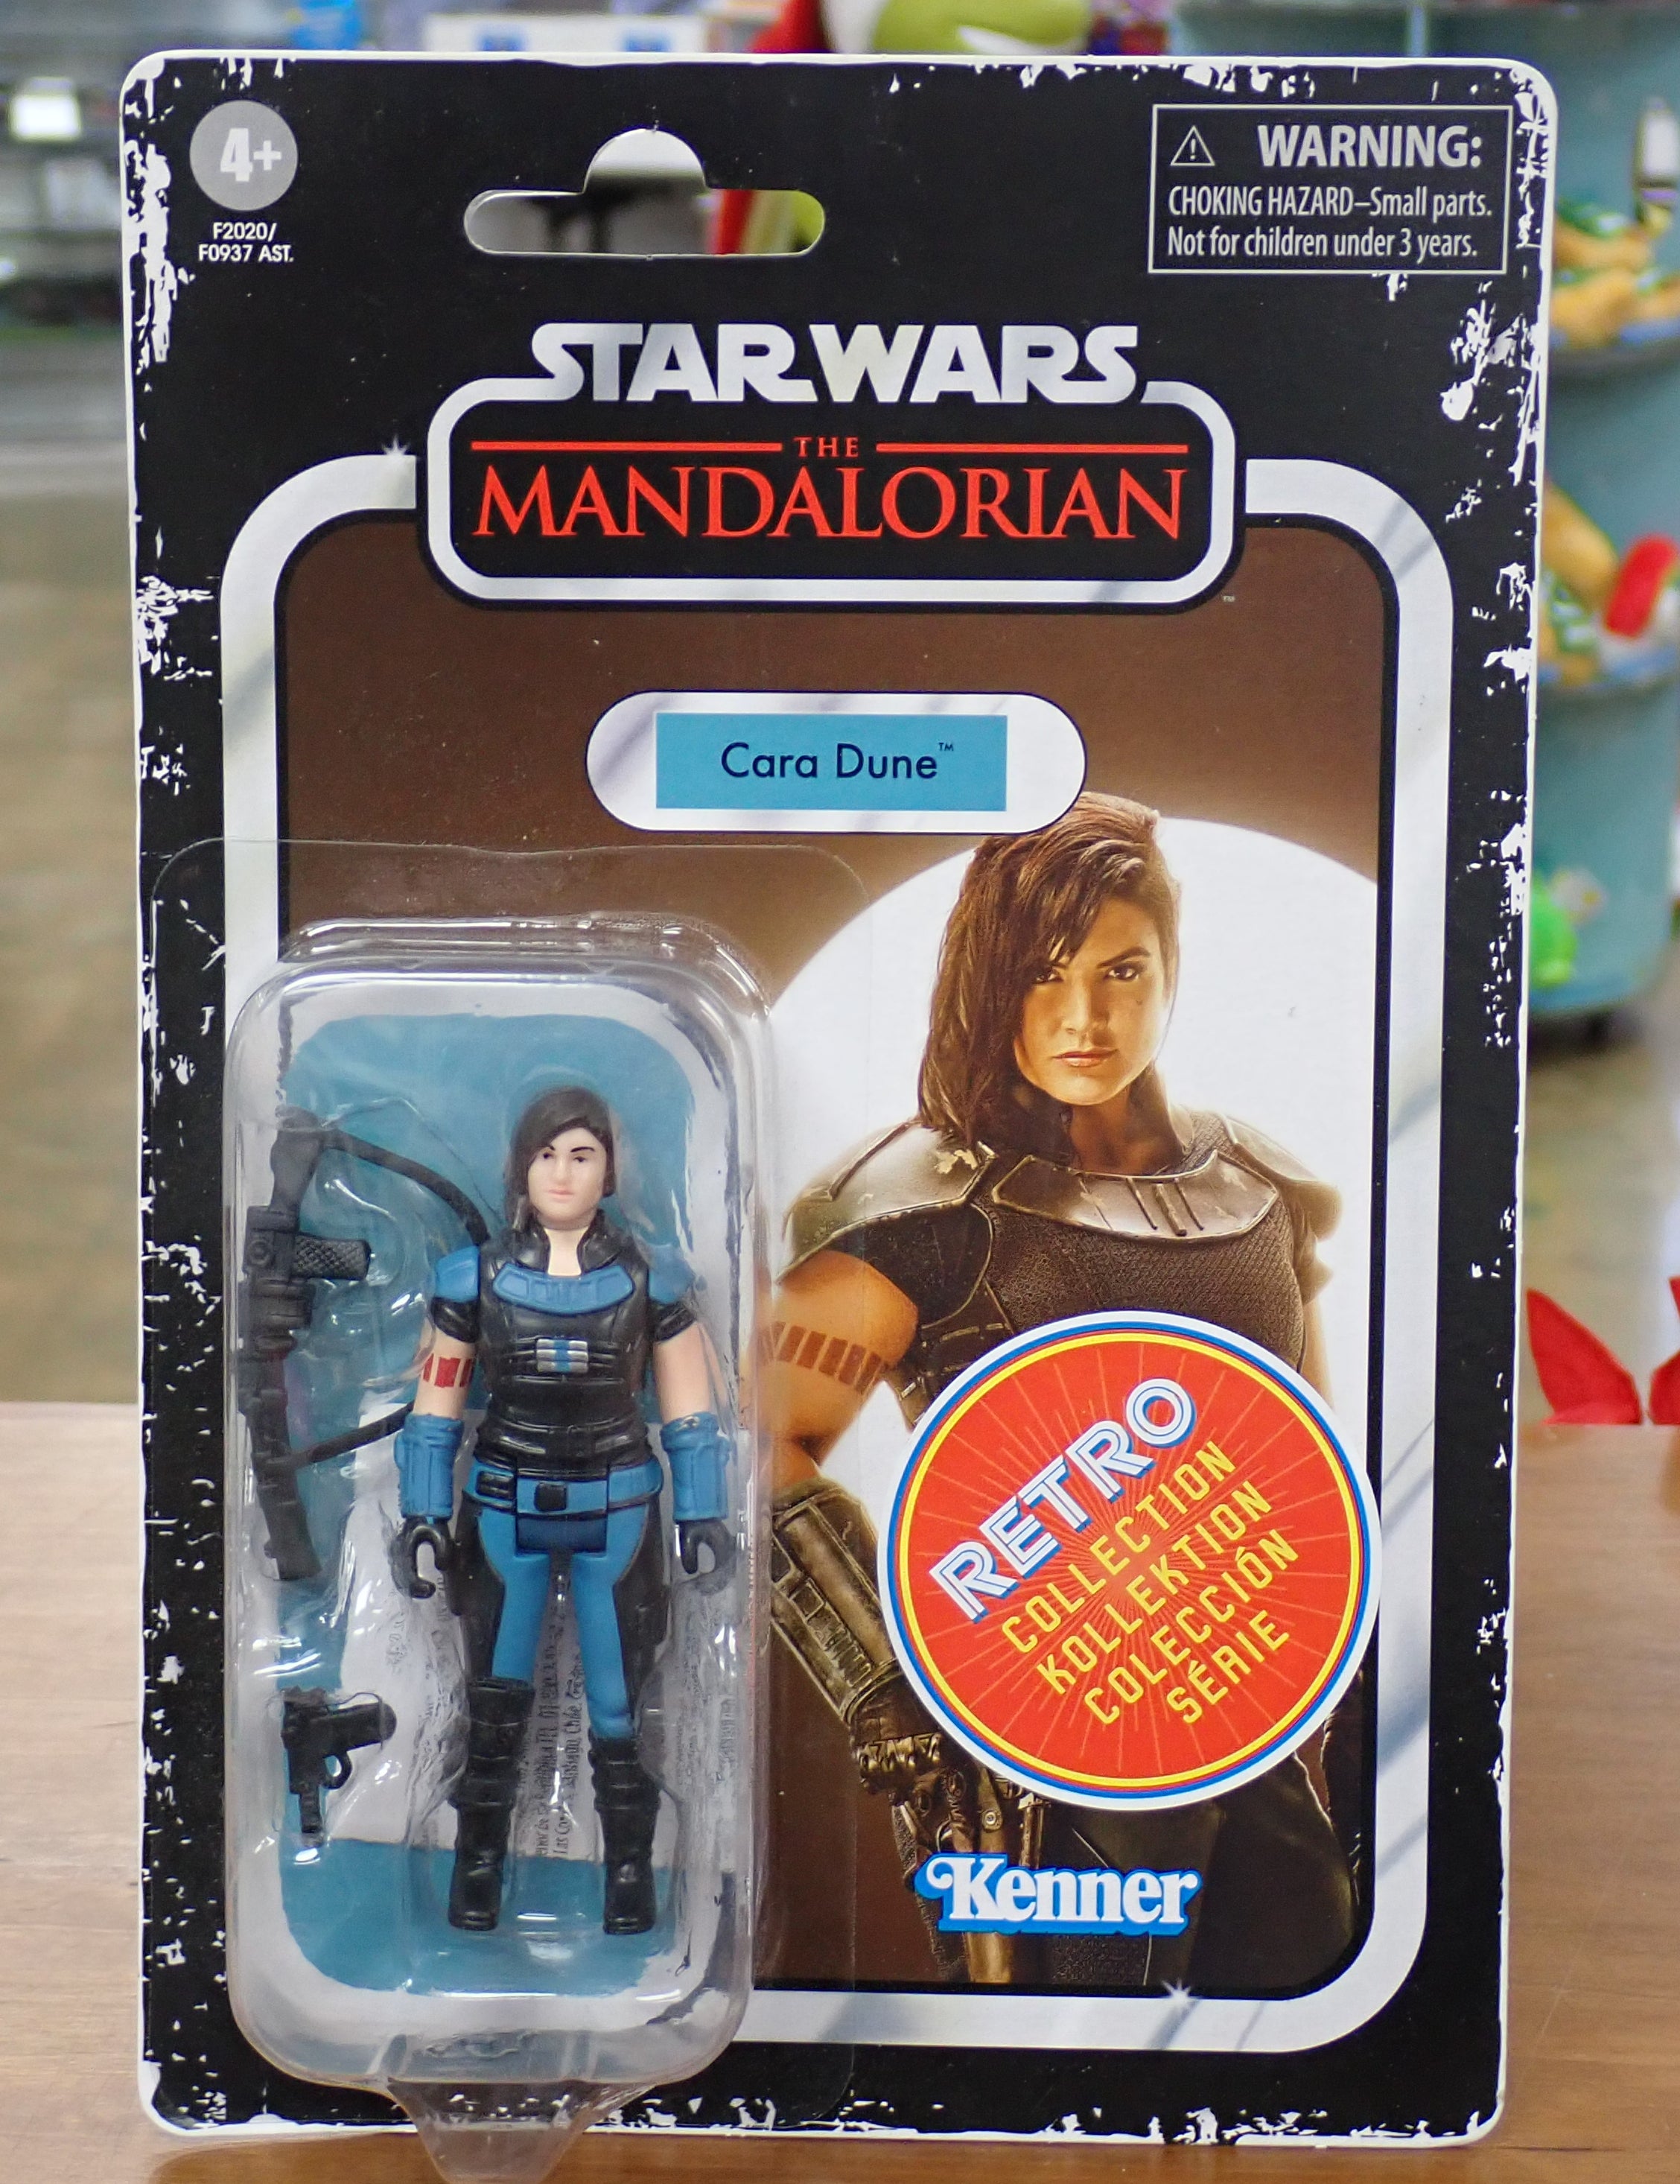 4+
F2020/
F0937 AST.
WARNING:
CHOKING HAZARD–Small parts.
Not for children under 3 years.
STAR WARS
THE
MANDALORIAN
™
Cara Dune™
RETRO
COLLECTION
KOLLEKTION
COLECCIÓN
SÉRIE
Kenner